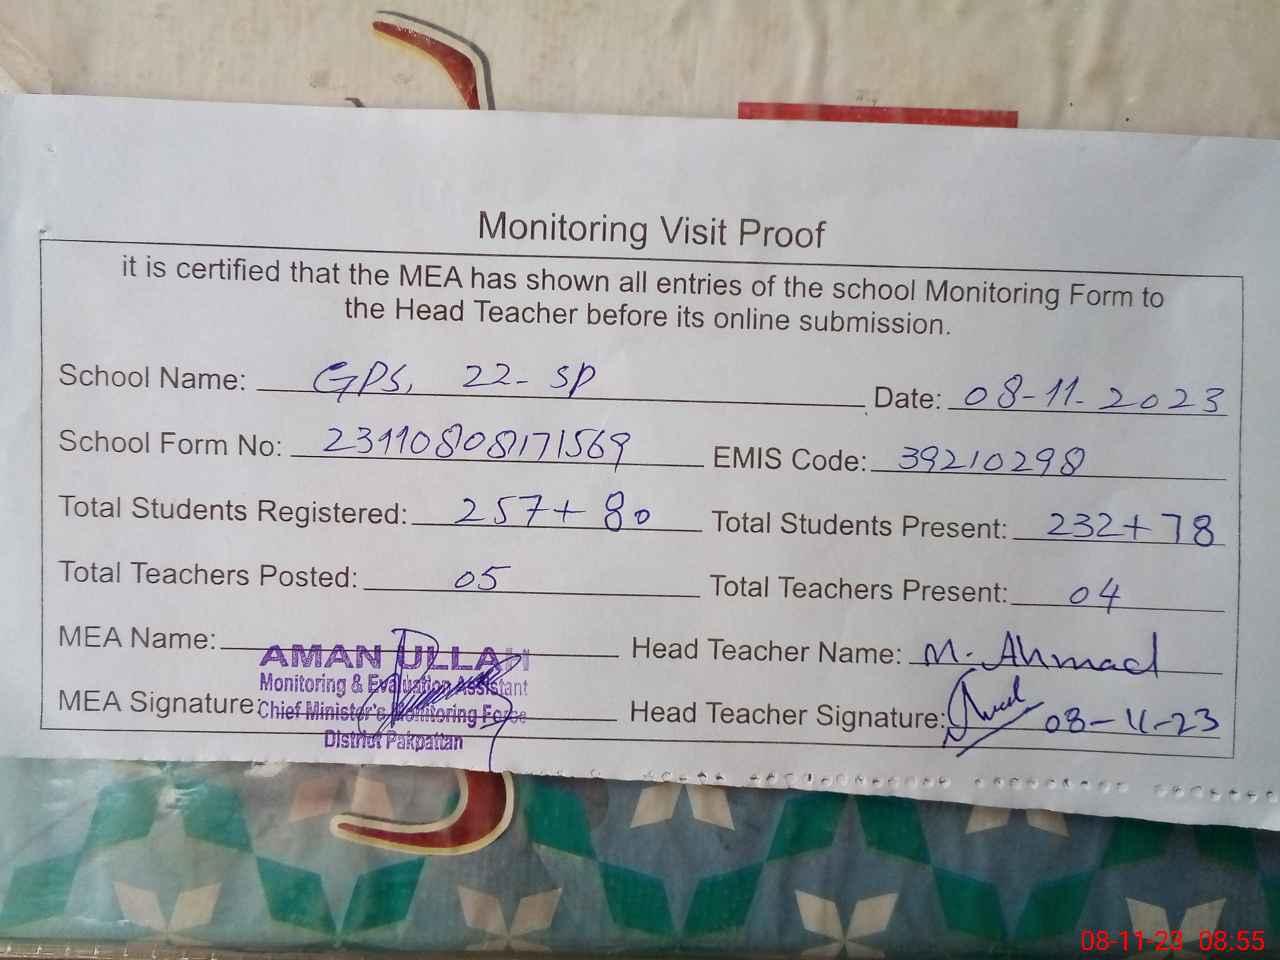 Monitoring Visit Proof
it is certified that the MEA has shown all entries of the school Monitoring Form to
the Head Teacher before its online submission.
School Name: GPS, 22- SP Date: 08-11-2023
School Form No: 23110808171569 EMIS Code: 39210298
Total Students Registered: 257+80 Total Students Present: 232+78
Total Teachers Posted: 05 Total Teachers Present: 04
MEA Name: AMAN ULLAH Head Teacher Name: M. Ahmad
Monitoring & Evaluation Assistant
MEA Signature: Chief Minister's Monitoring Force Head Teacher Signature: 08-11-23
District Pakpattan
08-11-23 08:55